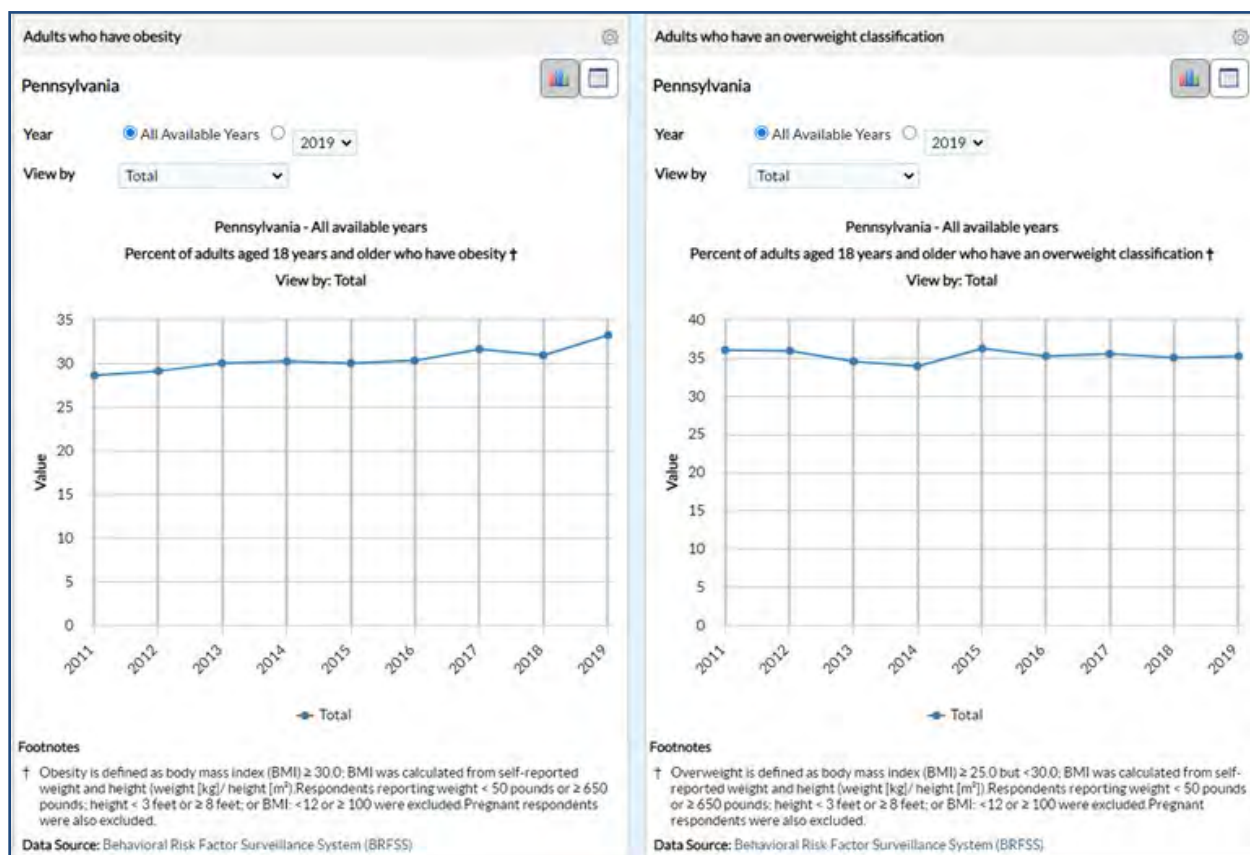 Adults who have obesity
Pennsylvania
Year All Available Years 2019
View by Total
Pennsylvania - All available years
Percent of adults aged 18 years and older who have obesity †
View by: Total
35
30
25
20
15
10
5
0
Value
2011 2012 2013 2014 2015 2016 2017 2018 2019
Total
Footnotes
† Obesity is defined as body mass index (BMI) ≥ 30.0; BMI was calculated from self-reported
weight and height (weight [kg]/ height [m²).Respondents reporting weight < 50 pounds or ≥ 650
pounds; height < 3 feet or ≥ 8 feet; or BMI: <12 or ≥ 100 were excluded.Pregnant respondents
were also excluded.
Data Source: Behavioral Risk Factor Surveillance System (BRFSS)
Adults who have an overweight classification
Pennsylvania
Year All Available Years 2019
View by Total
Pennsylvania - All available years
Percent of adults aged 18 years and older who have an overweight classification †
View by: Total
40
35
30
25
20
15
10
5
0
Value
2011 2012 2013 2014 2015 2016 2017 2018 2019
Total
Footnotes
† Overweight is defined as body mass index (BMI) ≥ 25.0 but <30.0; BMI was calculated from self-
reported weight and height (weight [kg]/ height [m²]).Respondents reporting weight < 50 pounds
or ≥ 650 pounds; height < 3 feet or ≥ 8 feet; or BMI: <12 or ≥ 100 were excluded.Pregnant
respondents were also excluded.
Data Source: Behavioral Risk Factor Surveillance System (BRFSS)